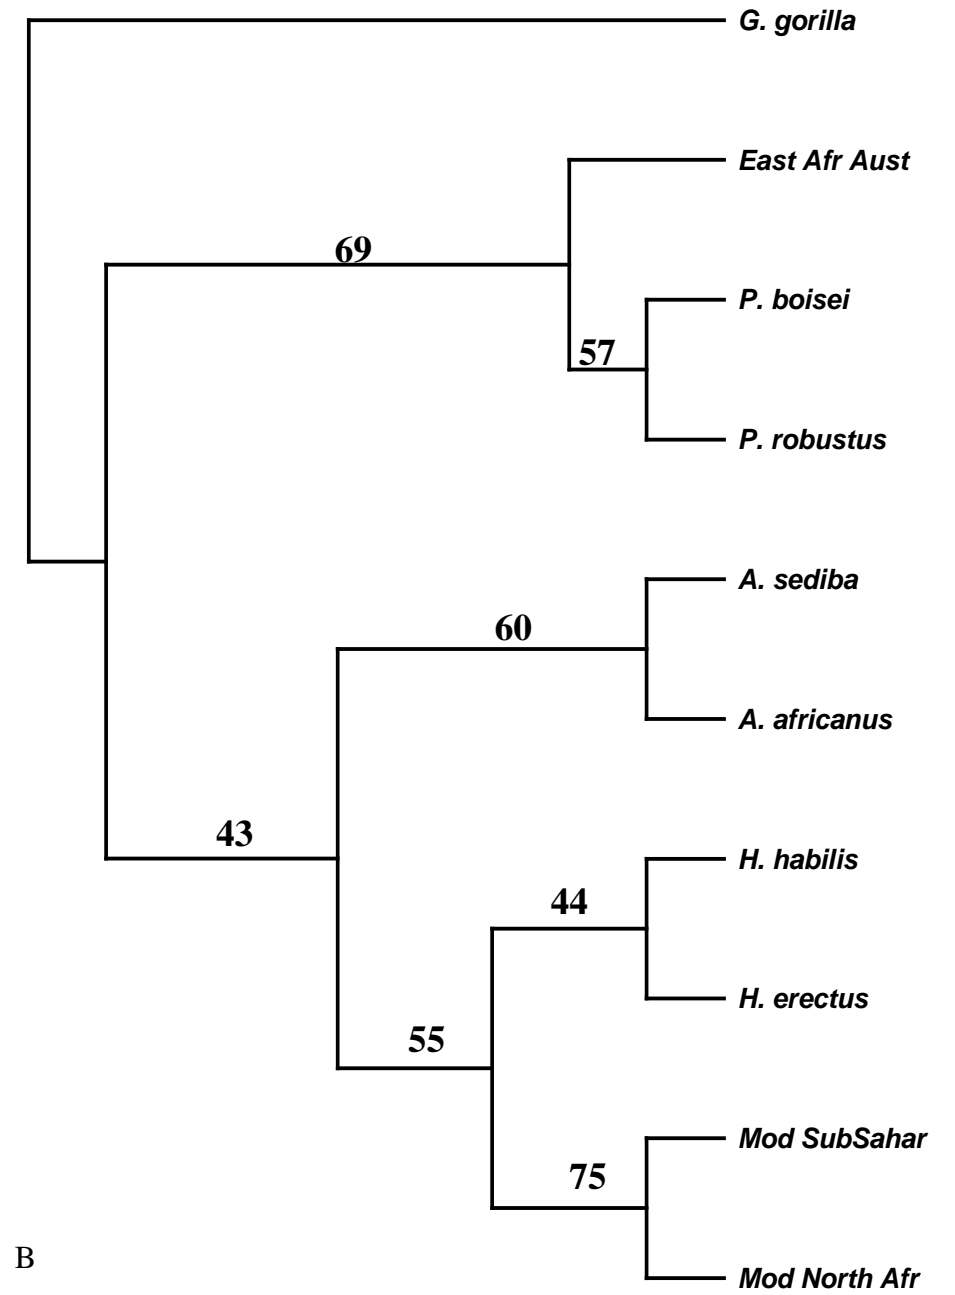 G. gorilla
East Afr Aust
69
P. boisei
57
P. robustus
A. sediba
60
A. africanus
43
H. habilis
44
H. erectus
55
Mod SubSahar
75
B
Mod North Afr